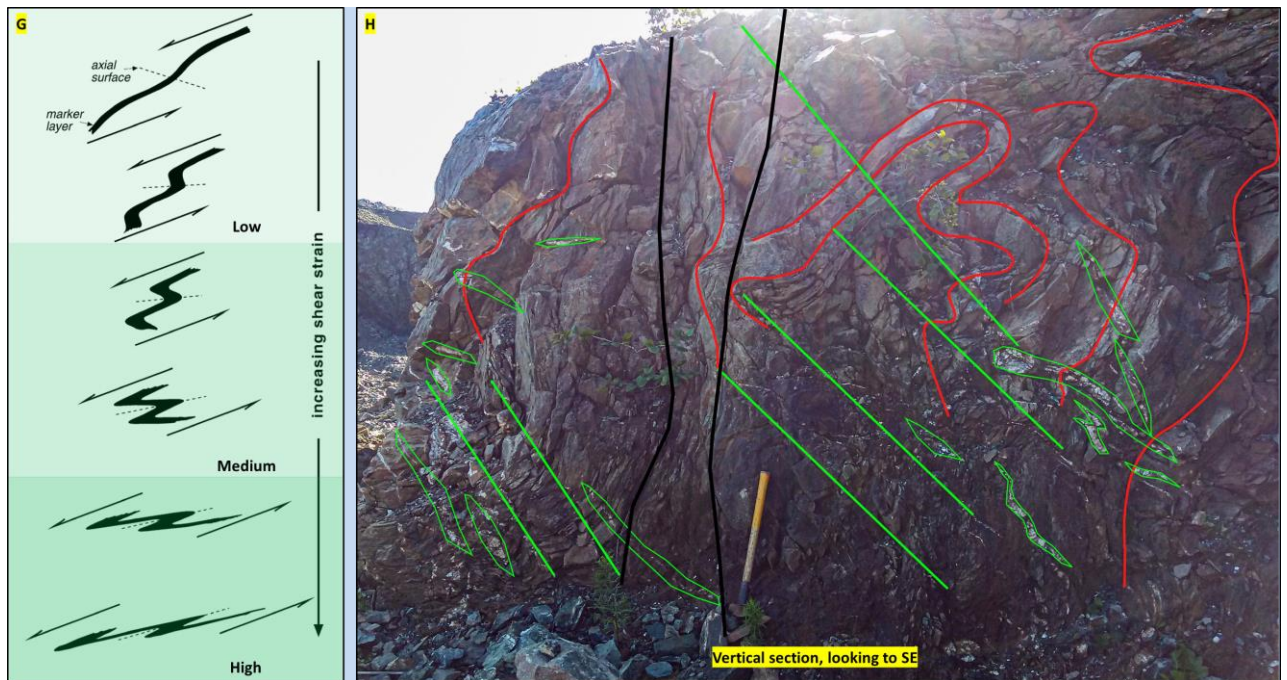 G
axial
surface
marker
layer
Low
Medium
High
increasing shear strain
H
Vertical section, looking to SE